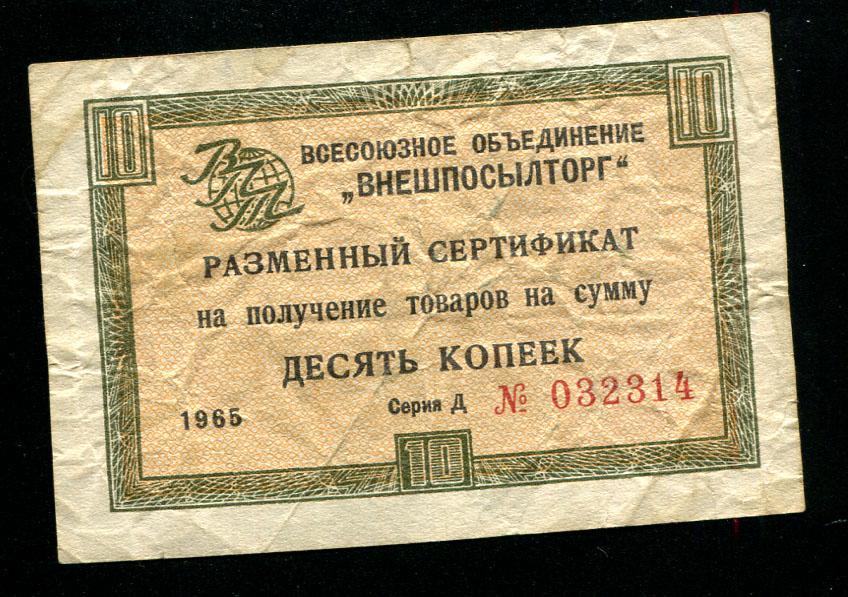 10
10
ВПТ
ВСЕСОЮЗНОЕ ОБЪЕДИНЕНИЕ
„ВНЕШПОСЫЛТОРГ“
РАЗМЕННЫЙ СЕРТИФИКАТ
на получение товаров на сумму
ДЕСЯТЬ КОПЕЕК
1965 Серия Д № 032314
10